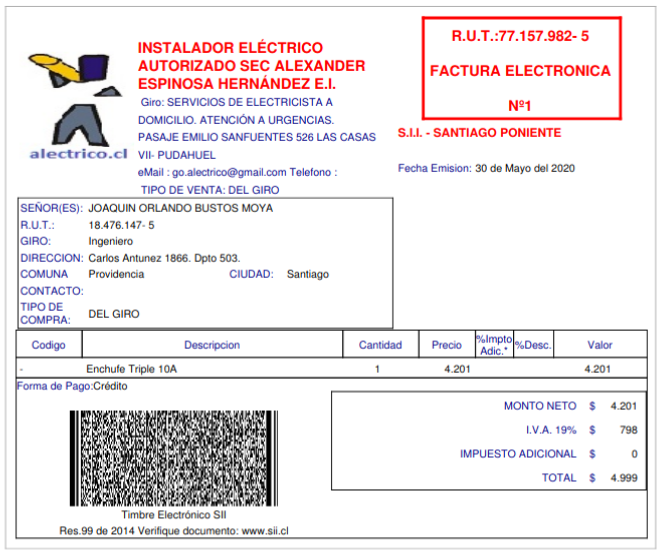 alectrico.cl
INSTALADOR ELÉCTRICO
AUTORIZADO SEC ALEXANDER
ESPINOSA HERNÁNDEZ E.I.
Giro: SERVICIOS DE ELECTRICISTA A
DOMICILIO. ATENCIÓN A URGENCIAS.
PASAJE EMILIO SANFUENTES 526 LAS CASAS
VII- PUDAHUEL
eMail : go.alectrico@gmail.com Telefono :
TIPO DE VENTA: DEL GIRO
R.U.T.:77.157.982- 5
FACTURA ELECTRONICA
Nº1
S.I.I. - SANTIAGO PONIENTE
Fecha Emision: 30 de Mayo del 2020
SEÑOR(ES): JOAQUIN ORLANDO BUSTOS MOYA
R.U.T.: 18.476.147- 5
GIRO: Ingeniero
DIRECCION: Carlos Antunez 1866. Dpto 503.
COMUNA Providencia CIUDAD: Santiago
CONTACTO:
TIPO DE
COMPRA: DEL GIRO
Codigo Descripcion Cantidad Precio %Impto Adic.* %Desc. Valor
- Enchufe Triple 10A 1 4.201 4.201
Forma de Pago:Crédito
MONTO NETO $ 4.201
I.V.A. 19% $ 798
IMPUESTO ADICIONAL $ 0
TOTAL $ 4.999
Timbre Electrónico SII
Res.99 de 2014 Verifique documento: www.sii.cl